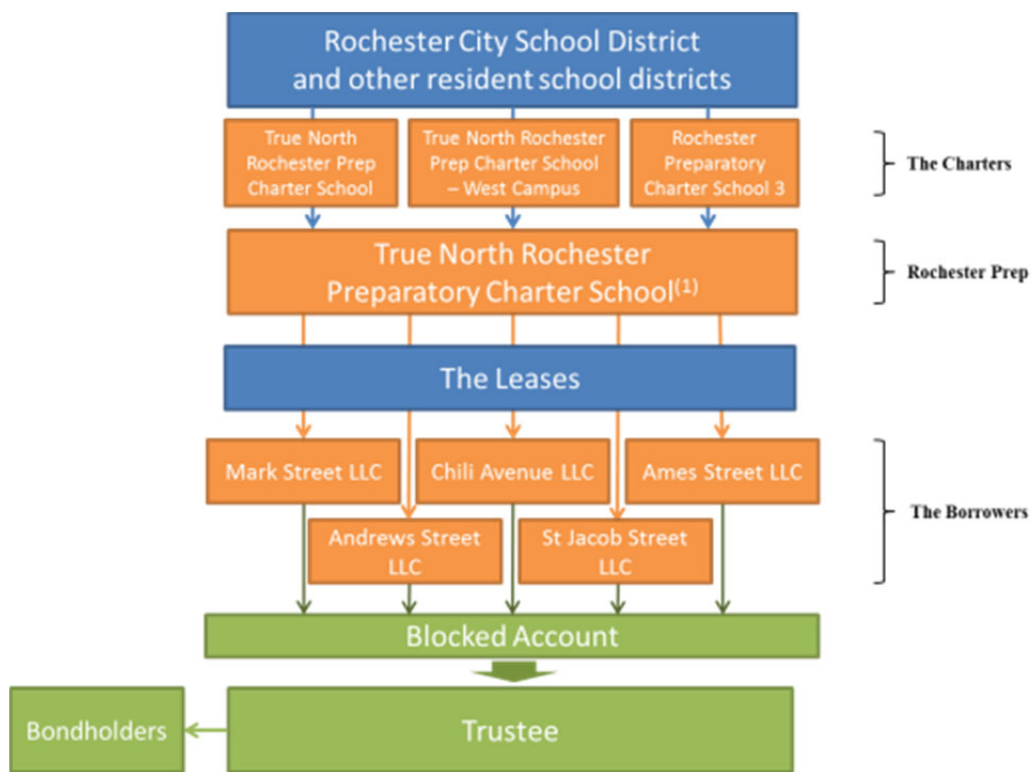 Rochester City School District
and other resident school districts
True North
Rochester Prep
Charter School
True North Rochester
Prep Charter School
– West Campus
Rochester
Preparatory
Charter School 3
The Charters
True North Rochester
Preparatory Charter School(1)
Rochester Prep
The Leases
Mark Street LLC
Chili Avenue LLC
Ames Street LLC
The Borrowers
Andrews Street
LLC
St Jacob Street
LLC
Blocked Account
Bondholders
Trustee